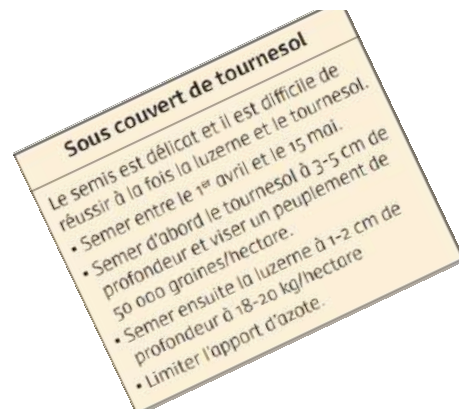 Sous couvert de tournesol
Le semis est délicat et il est difficile de
réussir à la fois la luzerne et le tournesol.
• Semer entre le 1er avril et le 15 mai.
• Semer d'abord le tournesol à 3-5 cm de
profondeur et viser un peuplement de
50 000 graines/hectare.
• Semer ensuite la luzerne à 1-2 cm de
profondeur à 18-20 kg/hectare
• Limiter l'apport d'azote.